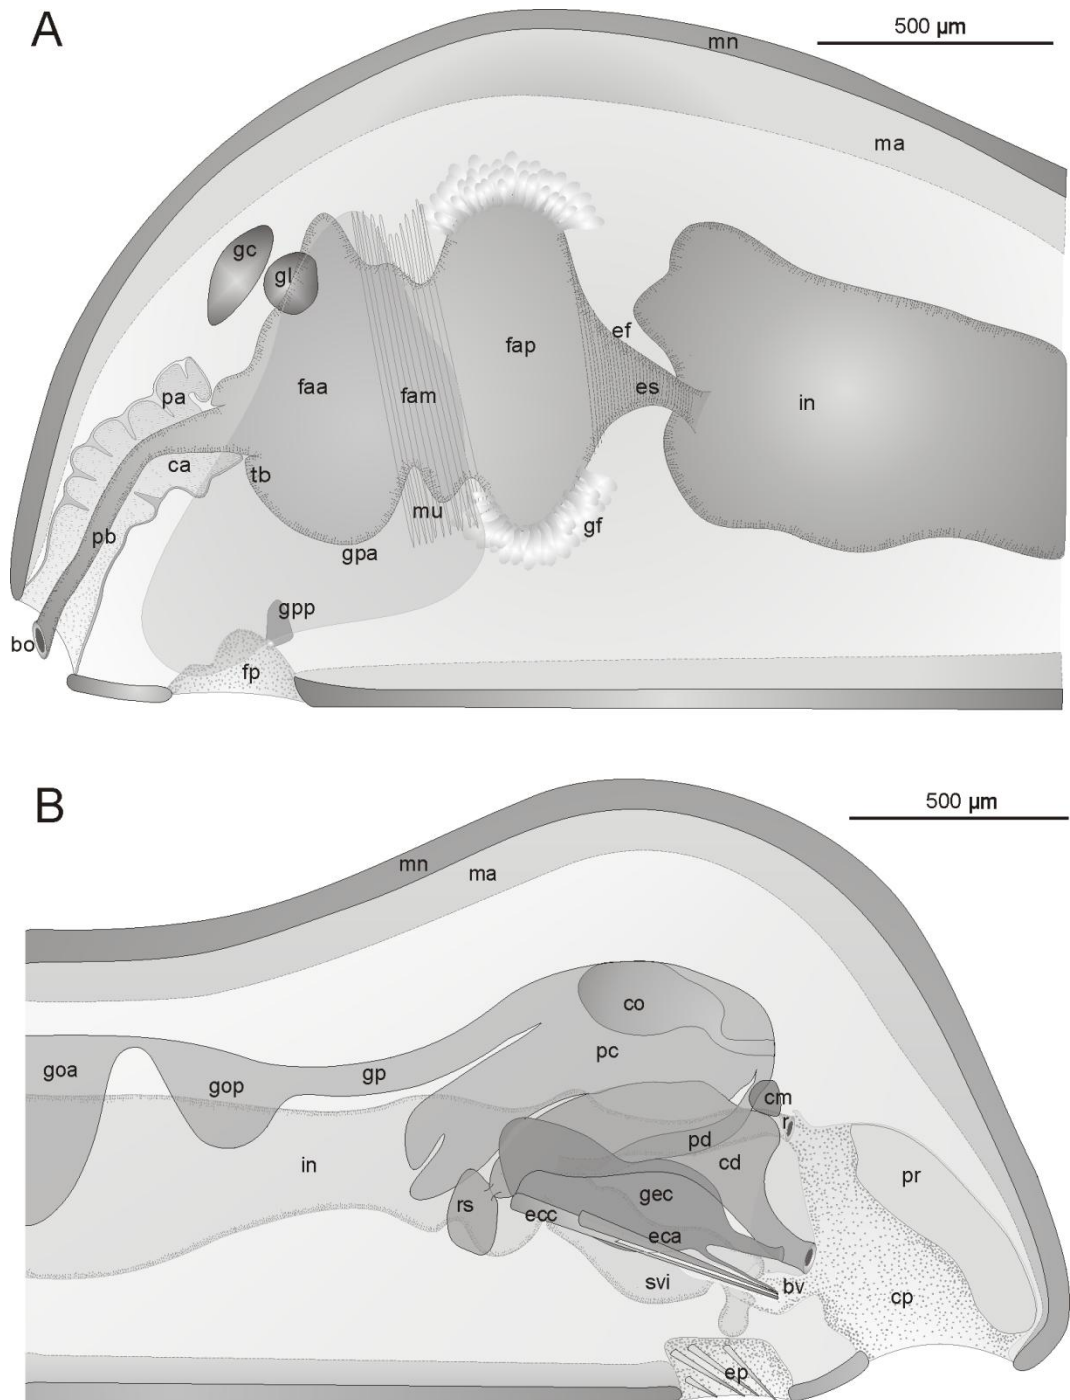 A
500 µm
mn
ma
gc
gl
ef
fap
faa
fam
es
in
pa
ca
tb
mu
gf
pb
gpa
gpp
bo
fp
B
500 µm
mn
ma
co
pc
goa
gop
gp
cm
r
pd
cd
in
pr
gec
rs
ecc
eca
svi
bv
cp
ep